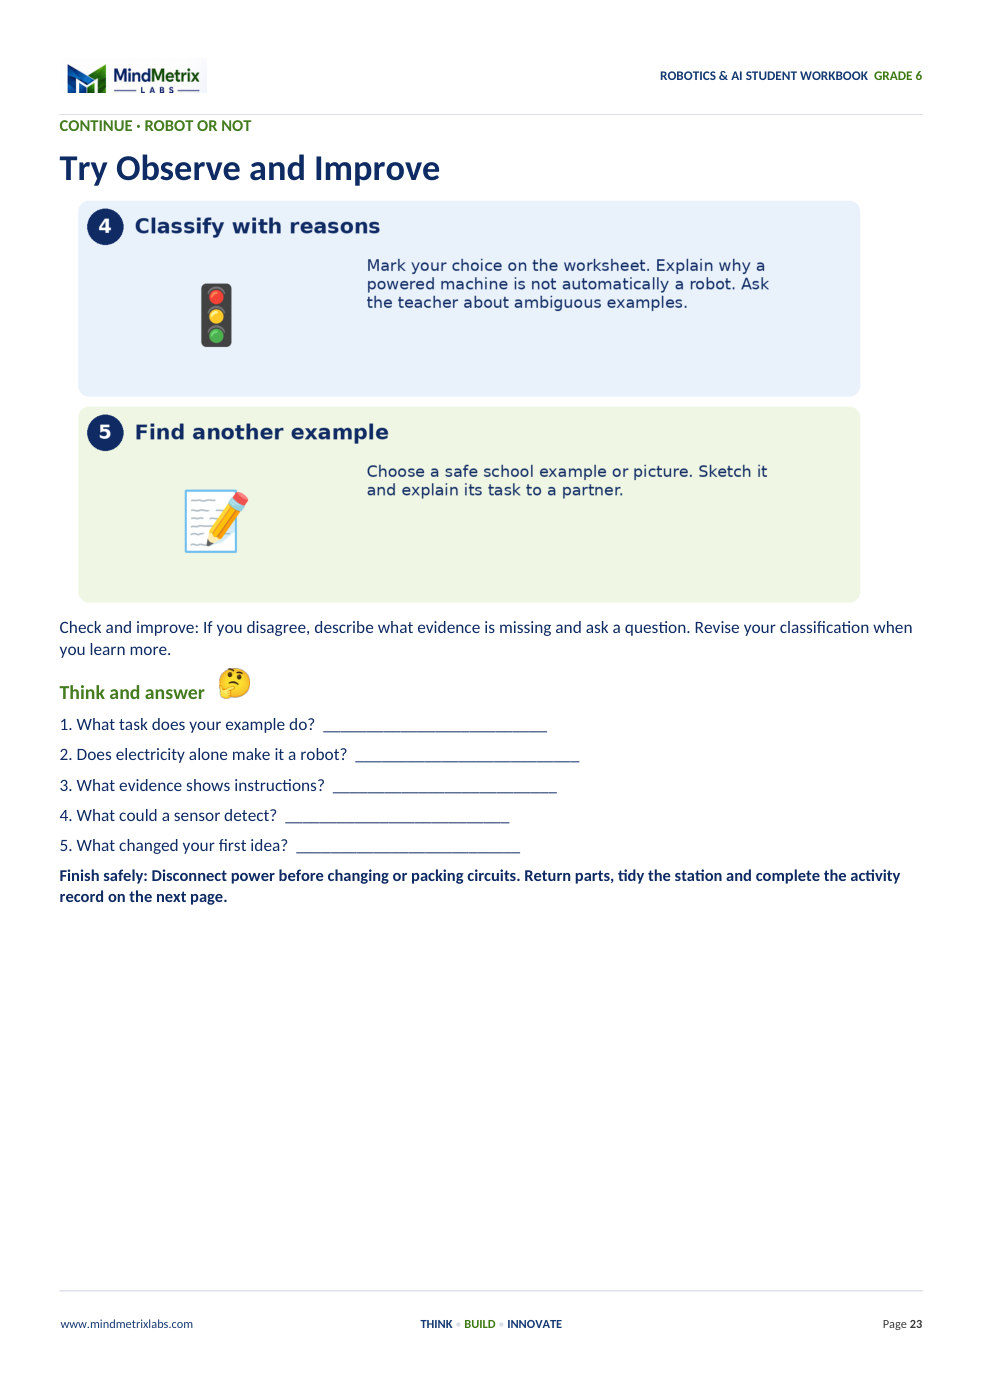 MindMetrix
LABS
ROBOTICS & AI STUDENT WORKBOOK GRADE 6
CONTINUE · ROBOT OR NOT
Try Observe and Improve
4 Classify with reasons
Mark your choice on the worksheet. Explain why a
powered machine is not automatically a robot. Ask
the teacher about ambiguous examples.
5 Find another example
Choose a safe school example or picture. Sketch it
and explain its task to a partner.
Check and improve: If you disagree, describe what evidence is missing and ask a question. Revise your classification when
you learn more.
Think and answer 🤔
1. What task does your example do? __________________________
2. Does electricity alone make it a robot? __________________________
3. What evidence shows instructions? __________________________
4. What could a sensor detect? __________________________
5. What changed your first idea? __________________________
Finish safely: Disconnect power before changing or packing circuits. Return parts, tidy the station and complete the activity
record on the next page.
www.mindmetrixlabs.com
THINK • BUILD • INNOVATE
Page 23